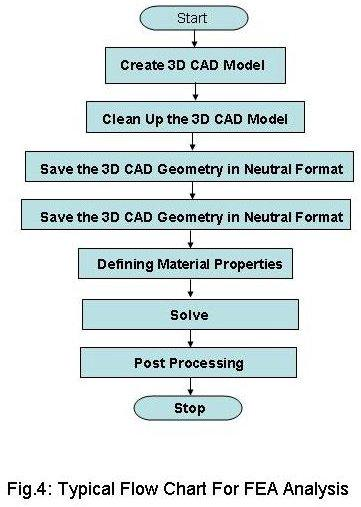 Start
Create 3D CAD Model
Clean Up the 3D CAD Model
Save the 3D CAD Geometry in Neutral Format
Save the 3D CAD Geometry in Neutral Format
Defining Material Properties
Solve
Post Processing
Stop
Fig.4: Typical Flow Chart For FEA Analysis